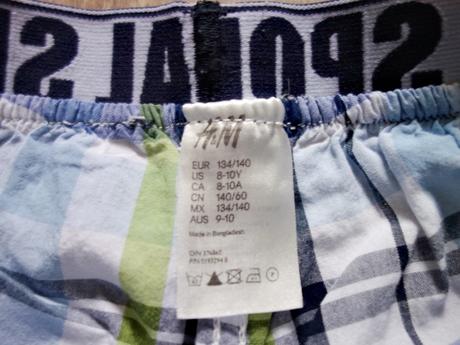 H&M
EUR 134/140
US 8-10Y
CA 8-10A
CN 140/60
MX 134/140
AUS 9-10
Made in Bangladesh